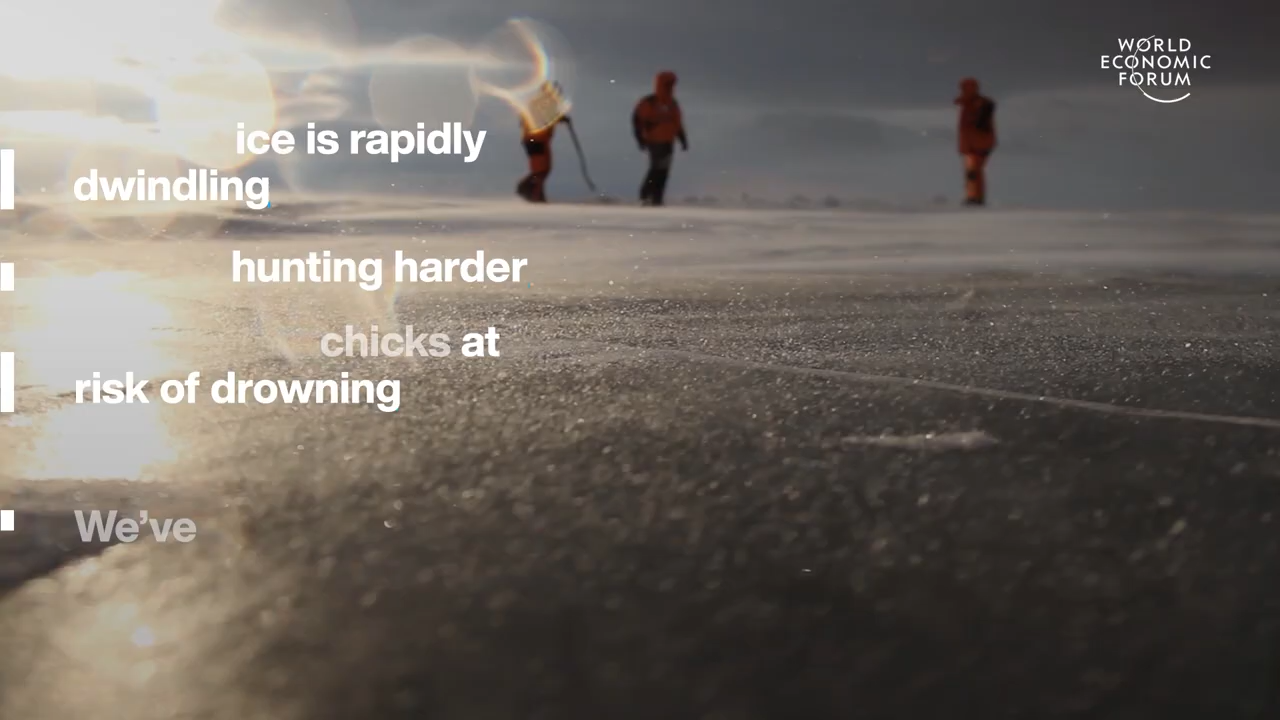 WORLD
ECONOMIC
FORUM
ice is rapidly
dwindling
hunting harder
chicks at
risk of drowning
We've